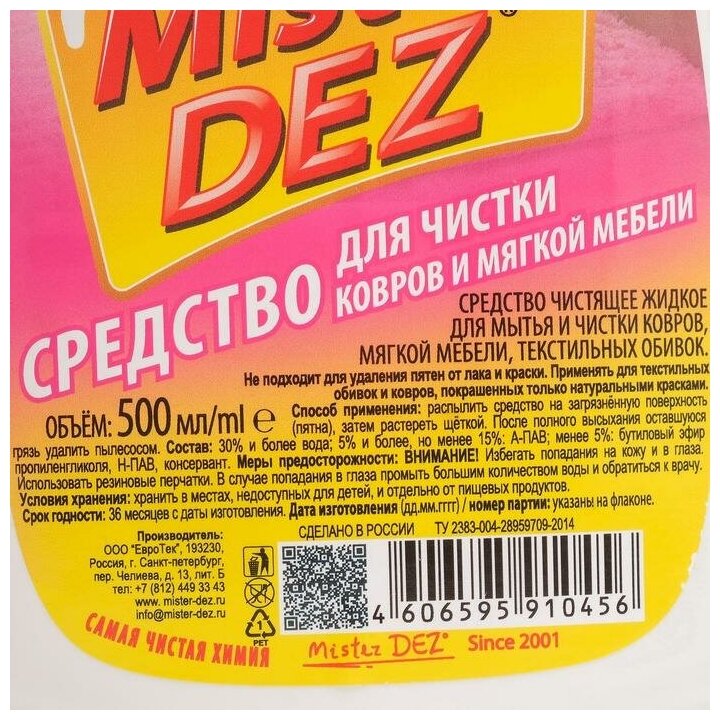 Mister
DEZ®
СРЕДСТВО ДЛЯ ЧИСТКИ
КОВРОВ И МЯГКОЙ МЕБЕЛИ
СРЕДСТВО ЧИСТЯЩЕЕ ЖИДКОЕ
ДЛЯ МЫТЬЯ И ЧИСТКИ КОВРОВ,
МЯГКОЙ МЕБЕЛИ, ТЕКСТИЛЬНЫХ ОБИВОК.
Не подходит для удаления пятен от лака и краски. Применять для текстильных
обивок и ковров, покрашенных только натуральными красками.
ОБЪЁМ: 500 мл/ml ℮
Способ применения: распылить средство на загрязнённую поверхность
(пятна), затем растереть щёткой. После полного высыхания оставшуюся
грязь удалить пылесосом. Состав: 30% и более вода; 5% и более, но менее 15%: А-ПАВ; менее 5%: бутиловый эфир
пропиленгликоля, Н-ПАВ, консервант. Меры предосторожности: ВНИМАНИЕ! Избегать попадания на кожу и в глаза.
Использовать резиновые перчатки. В случае попадания в глаза промыть большим количеством воды и обратиться к врачу.
Условия хранения: хранить в местах, недоступных для детей, и отдельно от пищевых продуктов.
Срок годности: 36 месяцев с даты изготовления. Дата изготовления (дд.мм.гггг) / номер партии: указаны на флаконе.
Производитель:
ООО "ЕвроТек", 193230,
Россия, г. Санкт-петербург,
пер. Челиева, д. 13, лит. Б
тел: +7 (812) 449 33 43
www.mister-dez.ru
info@mister-dez.ru
САМАЯ ЧИСТАЯ ХИМИЯ
1
PET
СДЕЛАНО В РОССИИ ТУ 2383-004-28959709-2014
4 606595 910456
Mister DEZ® Since 2001